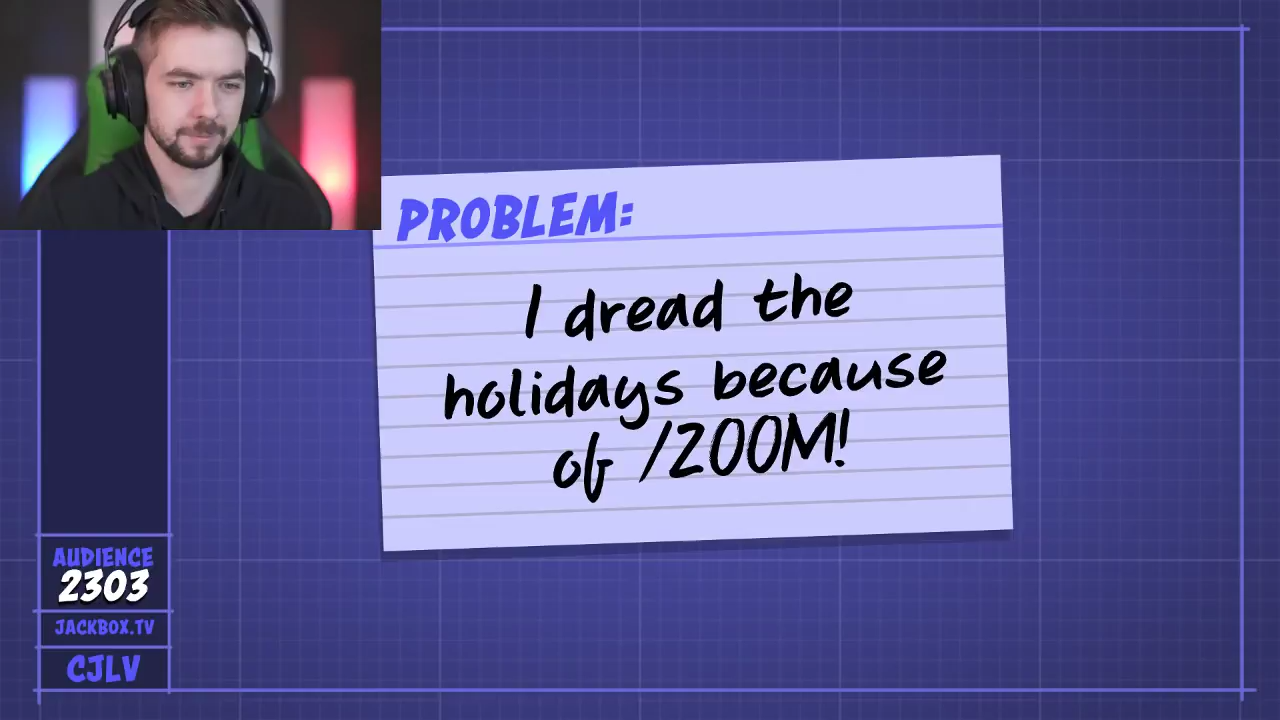 PROBLEM:
I dread the
holidays because
of /ZOOM!
AUDIENCE
2303
JACKBOX.TV
CJLV